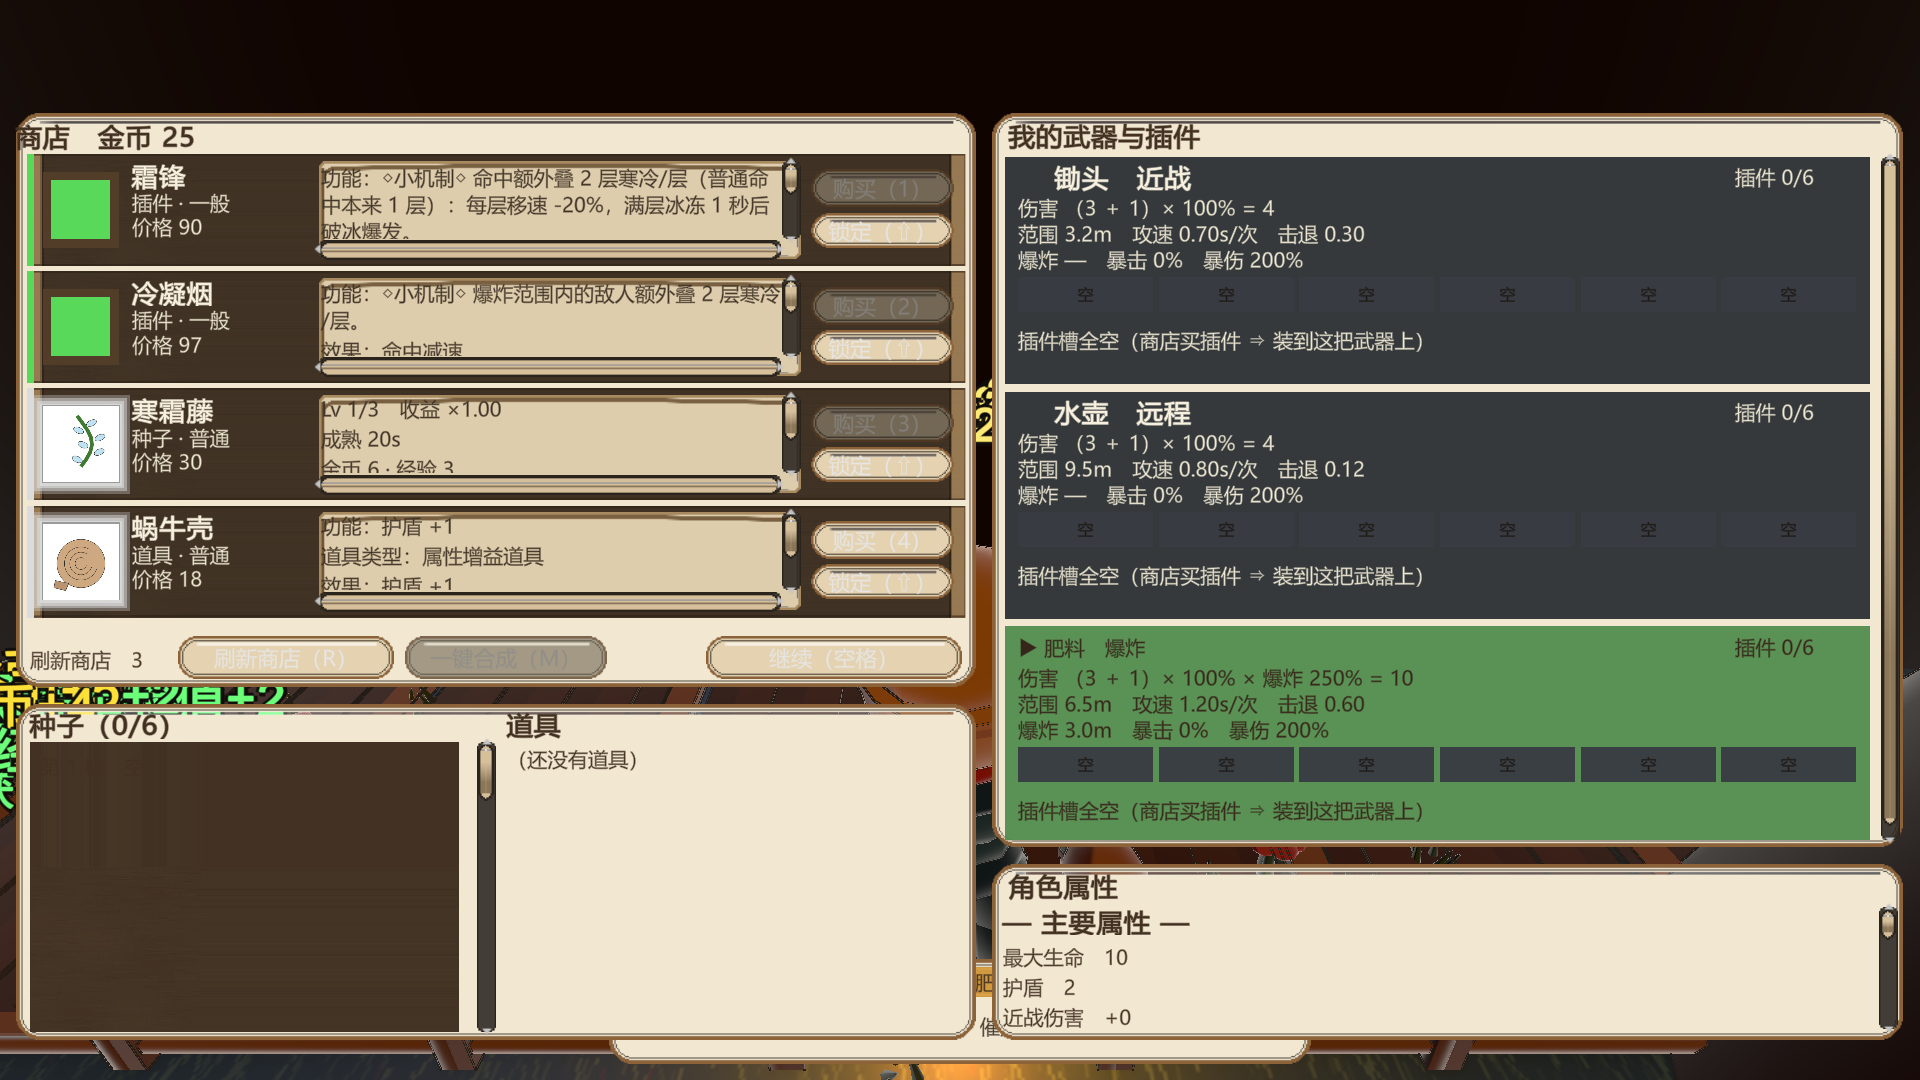 商店 金币 25
霜锋
插件 · 一般
价格 90
功能：◇小机制◇ 命中额外叠 2 层寒冷/层（普通命
中本来 1 层）：每层移速 -20%，满层冰冻 1 秒后
破冰爆发。
购买（1）
锁定（⇧）
冷凝烟
插件 · 一般
价格 97
功能：◇小机制◇ 爆炸范围内的敌人额外叠 2 层寒冷
/层。
效果：命中减速
购买（2）
锁定（⇧）
寒霜藤
种子 · 普通
价格 30
Lv 1/3 收益 ×1.00
成熟 20s
金币 6 · 经验 3
购买（3）
锁定（⇧）
蜗牛壳
道具 · 普通
价格 18
功能：护盾 +1
道具类型：属性增益道具
效果：护盾 +1
购买（4）
锁定（⇧）
刷新商店 3
刷新商店（R）
一键合成（M）
继续（空格）
种子（0/6）
道具
（还没有道具）
我的武器与插件
锄头 近战
插件 0/6
伤害 （3 + 1）× 100% = 4
范围 3.2m 攻速 0.70s/次 击退 0.30
爆炸 — 暴击 0% 暴伤 200%
空 空 空 空 空 空
插件槽全空（商店买插件 ⇒ 装到这把武器上）
水壶 远程
插件 0/6
伤害 （3 + 1）× 100% = 4
范围 9.5m 攻速 0.80s/次 击退 0.12
爆炸 — 暴击 0% 暴伤 200%
空 空 空 空 空 空
插件槽全空（商店买插件 ⇒ 装到这把武器上）
▶ 肥料 爆炸
插件 0/6
伤害 （3 + 1）× 100% × 爆炸 250% = 10
范围 6.5m 攻速 1.20s/次 击退 0.60
爆炸 3.0m 暴击 0% 暴伤 200%
空 空 空 空 空 空
插件槽全空（商店买插件 ⇒ 装到这把武器上）
角色属性
— 主要属性 —
最大生命 10
护盾 2
近战伤害 +0
肥
催